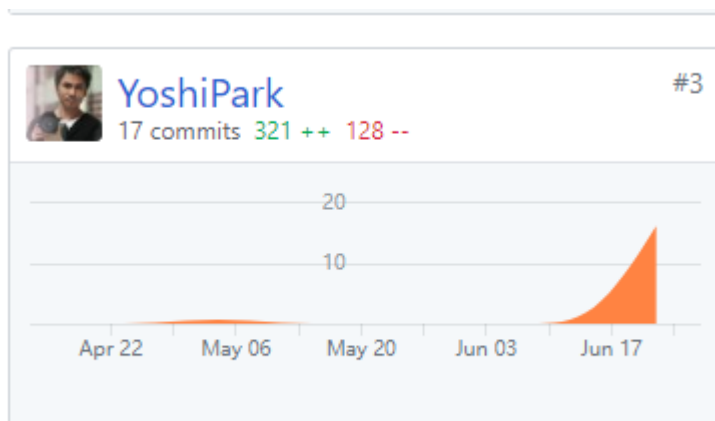 YoshiPark
#3
17 commits 321 ++ 128 --
20
10
Apr 22 May 06 May 20 Jun 03 Jun 17